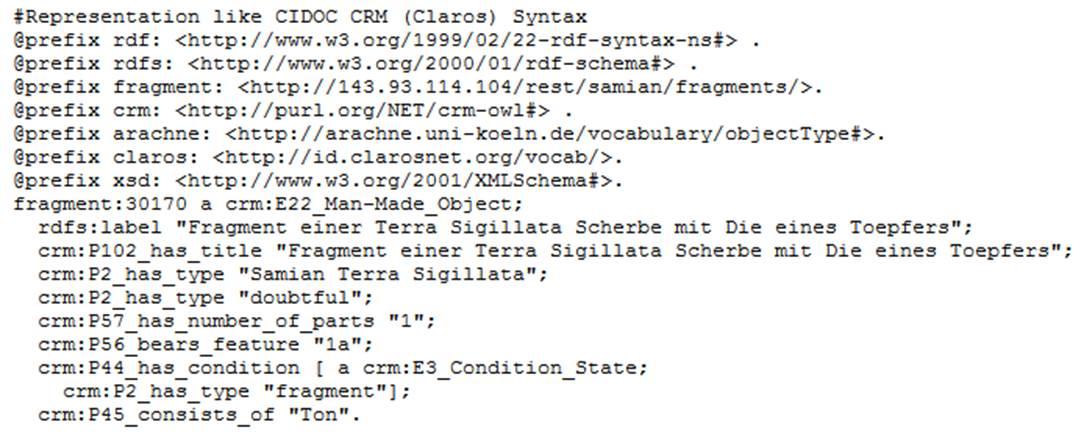 #Representation like CIDOC CRM (Claros) Syntax
@prefix rdf: <http://www.w3.org/1999/02/22-rdf-syntax-ns#> .
@prefix rdfs: <http://www.w3.org/2000/01/rdf-schema#> .
@prefix fragment: <http://143.93.114.104/rest/samian/fragments/>.
@prefix crm: <http://purl.org/NET/crm-owl#> .
@prefix arachne: <http://arachne.uni-koeln.de/vocabulary/objectType#>.
@prefix claros: <http://id.clarosnet.org/vocab/>.
@prefix xsd: <http://www.w3.org/2001/XMLSchema#>.
fragment:30170 a crm:E22_Man-Made_Object;
  rdfs:label "Fragment einer Terra Sigillata Scherbe mit Die eines Toepfers";
  crm:P102_has_title "Fragment einer Terra Sigillata Scherbe mit Die eines Toepfers";
  crm:P2_has_type "Samian Terra Sigillata";
  crm:P2_has_type "doubtful";
  crm:P57_has_number_of_parts "1";
  crm:P56_bears_feature "1a";
  crm:P44_has_condition [ a crm:E3_Condition_State;
    crm:P2_has_type "fragment"];
  crm:P45_consists_of "Ton".